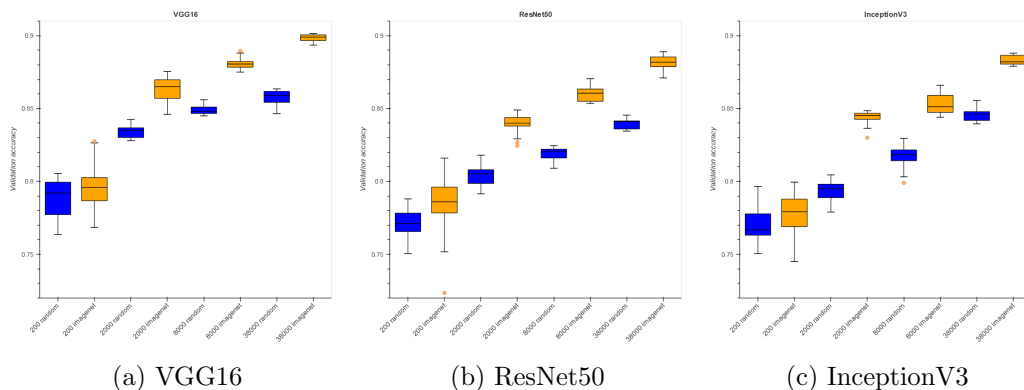 VGG16
Validation accuracy
0.9
0.85
0.8
0.75
200 random
200 imagenet
2000 random
2000 imagenet
8000 random
8000 imagenet
38000 random
38000 imagenet
(a) VGG16
ResNet50
Validation accuracy
0.9
0.85
0.8
0.75
200 random
200 imagenet
2000 random
2000 imagenet
8000 random
8000 imagenet
38000 random
38000 imagenet
(b) ResNet50
InceptionV3
Validation accuracy
0.9
0.85
0.8
0.75
200 random
200 imagenet
2000 random
2000 imagenet
8000 random
8000 imagenet
38000 random
38000 imagenet
(c) InceptionV3